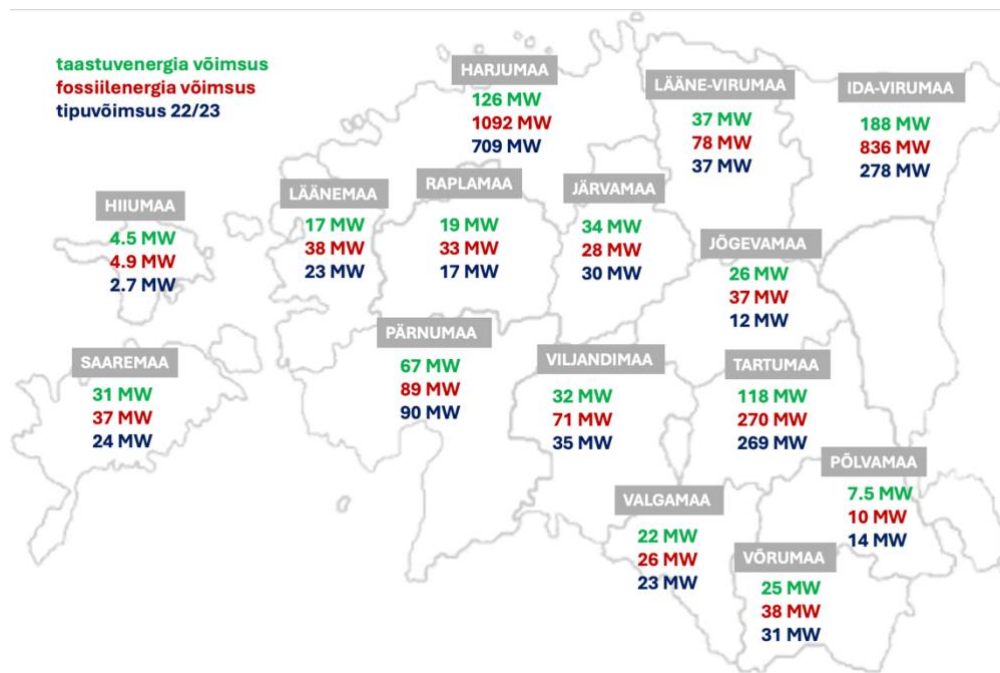 taastuvenergia võimsus
fossiilenergia võimsus
tipuvõimsus 22/23
HARJUMAA
126 MW
1092 MW
709 MW
LÄÄNE-VIRUMAA
37 MW
78 MW
37 MW
IDA-VIRUMAA
188 MW
836 MW
278 MW
HIIUMAA
4.5 MW
4.9 MW
2.7 MW
LÄÄNEMAA
17 MW
38 MW
23 MW
RAPLAMAA
19 MW
33 MW
17 MW
JÄRVAMAA
34 MW
28 MW
30 MW
JÕGEVAMAA
26 MW
37 MW
12 MW
SAAREMAA
31 MW
37 MW
24 MW
PÄRNUMAA
67 MW
89 MW
90 MW
VILJANDIMAA
32 MW
71 MW
35 MW
TARTUMAA
118 MW
270 MW
269 MW
PÕLVAMAA
7.5 MW
10 MW
14 MW
VALGAMAA
22 MW
26 MW
23 MW
VÕRUMAA
25 MW
38 MW
31 MW